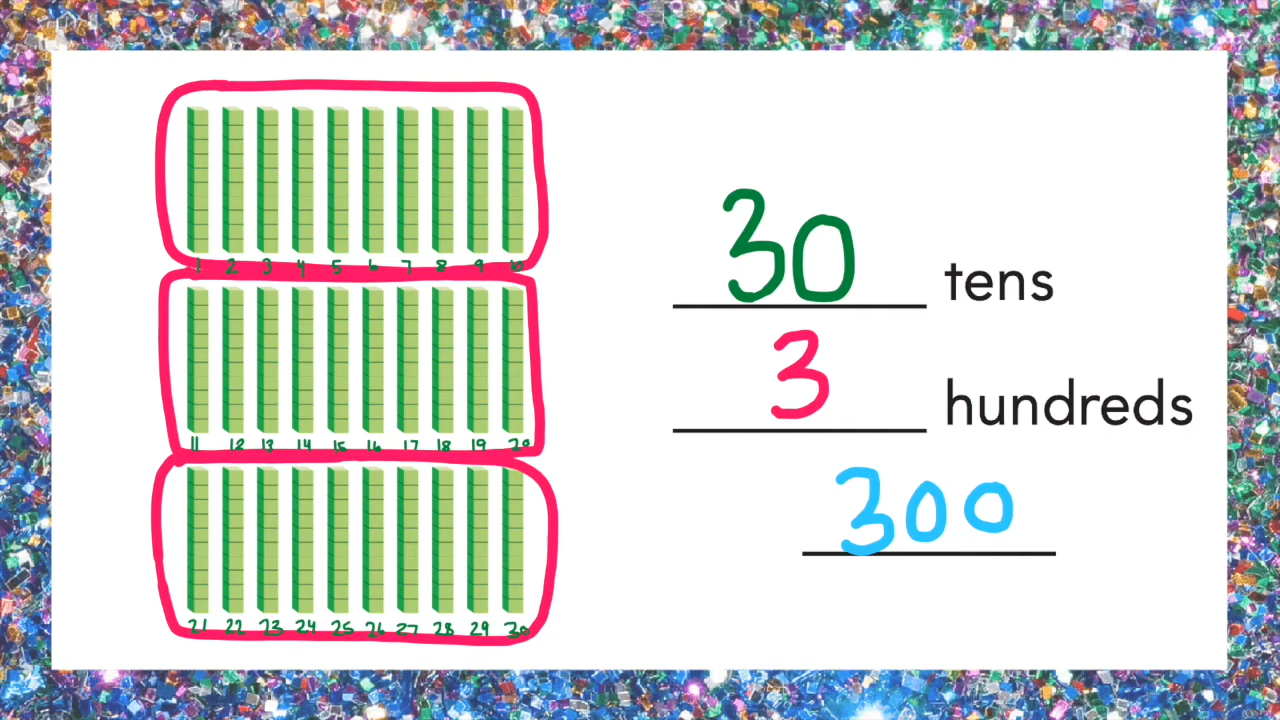 1 2 3 4 5 6 7 8 9 10
11 12 13 14 15 16 17 18 19 20
21 22 23 24 25 26 27 28 29 30
30 tens
3 hundreds
300